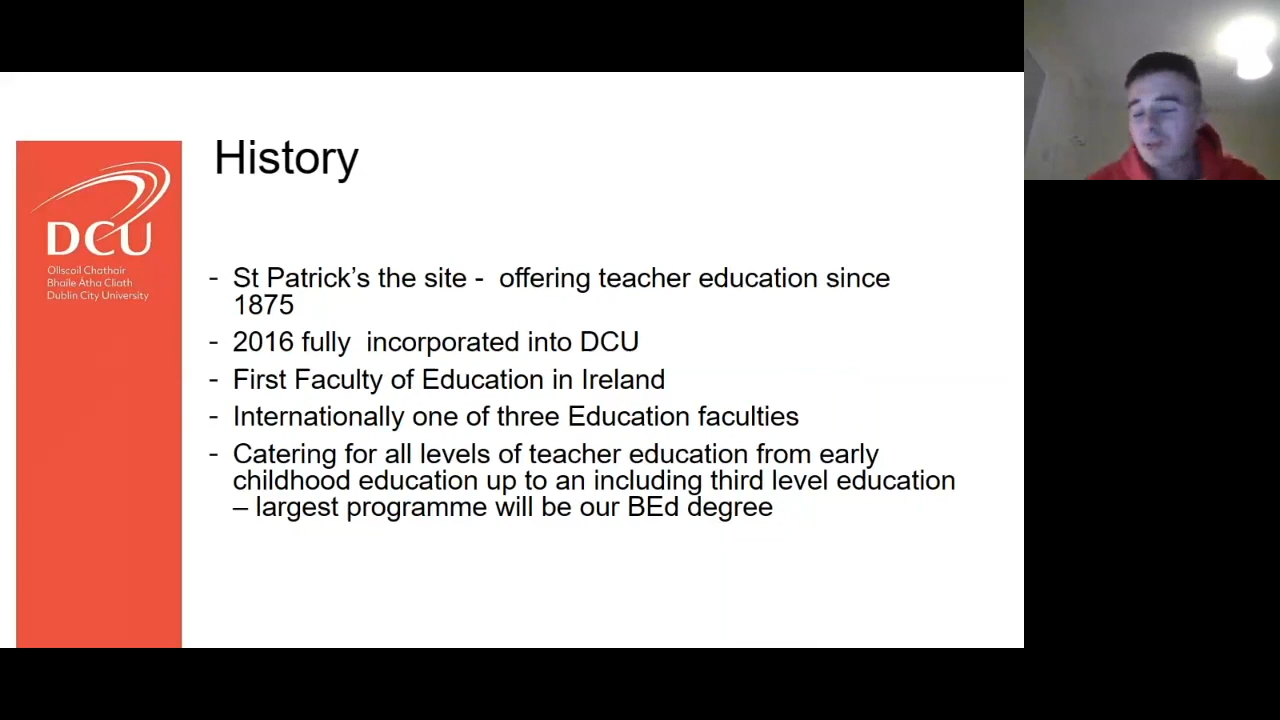 History
DCU
Ollscoil Chathair
Bhaile Átha Cliath
Dublin City University
- St Patrick’s the site - offering teacher education since
1875
- 2016 fully incorporated into DCU
- First Faculty of Education in Ireland
- Internationally one of three Education faculties
- Catering for all levels of teacher education from early
childhood education up to an including third level education
– largest programme will be our BEd degree